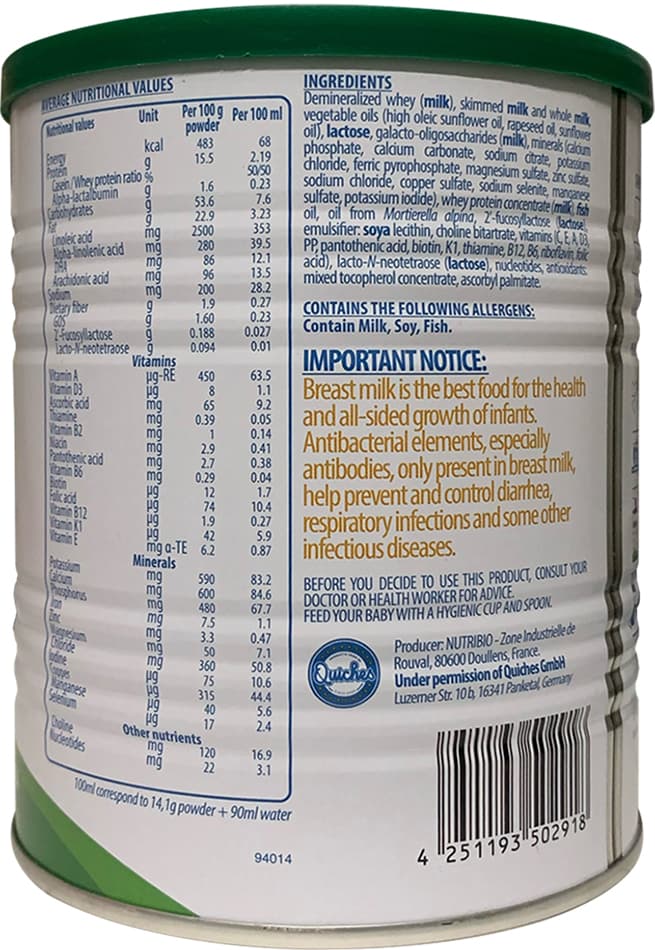 AVERAGE NUTRITIONAL VALUES
Nutritional values Unit Per 100 g powder Per 100 ml
Energy kcal 483 68
Protein g 15.5 2.19
Casein/Whey protein ratio % 50/50
Alpha-lactalbumin g 1.6 0.23
Carbohydrates g 53.6 7.6
Fat g 22.9 3.23
Linoleic acid mg 2500 353
Alpha-linolenic acid mg 280 39.5
DHA mg 86 12.1
Arachidonic acid mg 96 13.5
Sodium mg 200 28.2
Dietary fiber g 1.9 0.27
GOS g 1.60 0.23
2'-Fucosyllactose g 0.188 0.027
Lacto-N-neotetraose g 0.094 0.01
Vitamins
Vitamin A µg-RE 450 63.5
Vitamin D3 µg 8 1.1
Ascorbic acid mg 65 9.2
Thiamine mg 0.39 0.05
Vitamin B2 mg 1 0.14
Niacin mg 2.9 0.41
Pantothenic acid mg 2.7 0.38
Vitamin B6 mg 0.29 0.04
Biotin µg 12 1.7
Folic acid µg 74 10.4
Vitamin B12 µg 1.9 0.27
Vitamin K1 µg 42 5.9
Vitamin E mg α-TE 6.2 0.87
Minerals
Potassium mg 590 83.2
Calcium mg 600 84.6
Phosphorus mg 480 67.7
Iron mg 7.5 1.1
Zinc mg 3.3 0.47
Magnesium mg 50 7.1
Chloride mg 360 50.8
Iodine µg 75 10.6
Copper µg 315 44.4
Manganese µg 40 5.6
Selenium µg 17 2.4
Other nutrients
Choline mg 120 16.9
Nucleotides mg 22 3.1
100ml correspond to 14,1g powder + 90ml water
94014
INGREDIENTS
Demineralized whey (milk), skimmed milk and whole milk,
vegetable oils (high oleic sunflower oil, rapeseed oil, sunflower
oil), lactose, galacto-oligosaccharides (milk), minerals (calcium
phosphate, calcium carbonate, sodium citrate, potassium
chloride, ferric pyrophosphate, magnesium sulfate, zinc sulfate,
sodium chloride, copper sulfate, sodium selenite, manganese
sulfate, potassium iodide), whey protein concentrate (milk), fish
oil, oil from Mortierella alpina, 2'-fucosyllactose (lactose),
emulsifier: soya lecithin, choline bitartrate, vitamins (C, E, A, D3,
PP, pantothenic acid, biotin, K1, thiamine, B12, B6, riboflavin, folic
acid), lacto-N-neotetraose (lactose), nucleotides, antioxidants:
mixed tocopherol concentrate, ascorbyl palmitate.
CONTAINS THE FOLLOWING ALLERGENS:
Contain Milk, Soy, Fish.
IMPORTANT NOTICE:
Breast milk is the best food for the health
and all-sided growth of infants.
Antibacterial elements, especially
antibodies, only present in breast milk,
help prevent and control diarrhea,
respiratory infections and some other
infectious diseases.
BEFORE YOU DECIDE TO USE THIS PRODUCT, CONSULT YOUR
DOCTOR OR HEALTH WORKER FOR ADVICE.
FEED YOUR BABY WITH A HYGIENIC CUP AND SPOON.
Quiches
Producer: NUTRIBIO - Zone Industrielle de
Rouval, 80600 Doullens, France.
Under permission of Quiches GmbH
Luzerner Str. 10 b, 16341 Panketal, Germany
4 251193 502918